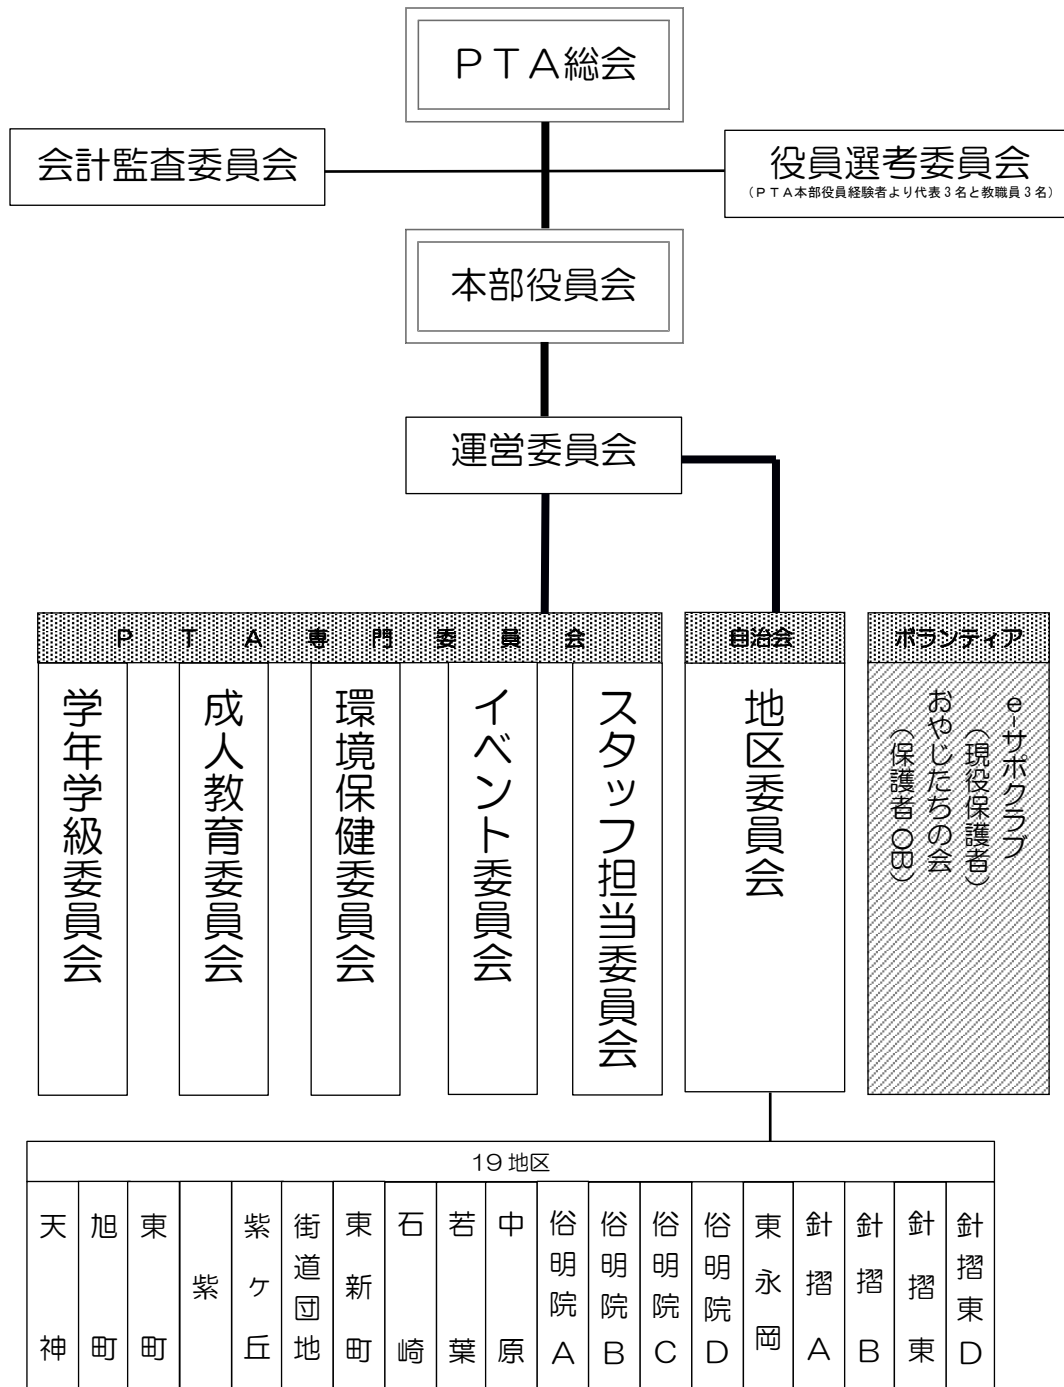 PTA総会
会計監査委員会
役員選考委員会
(PTA本部役員経験者より代表3名と教職員3名)
本部役員会
運営委員会
PTA専門委員会
自治会
ボランティア
学年学級委員会
成人教育委員会
環境保健委員会
イベント委員会
スタッフ担当委員会
地区委員会
e-サポクラブ
(現役保護者)
おやじたちの会
(保護者OB)
19地区
天神
旭町
東町
紫
紫ヶ丘
街道団地
東新町
石崎
若葉
中原
俗明院A
俗明院B
俗明院C
俗明院D
東永岡
針摺A
針摺B
針摺東
針摺東D